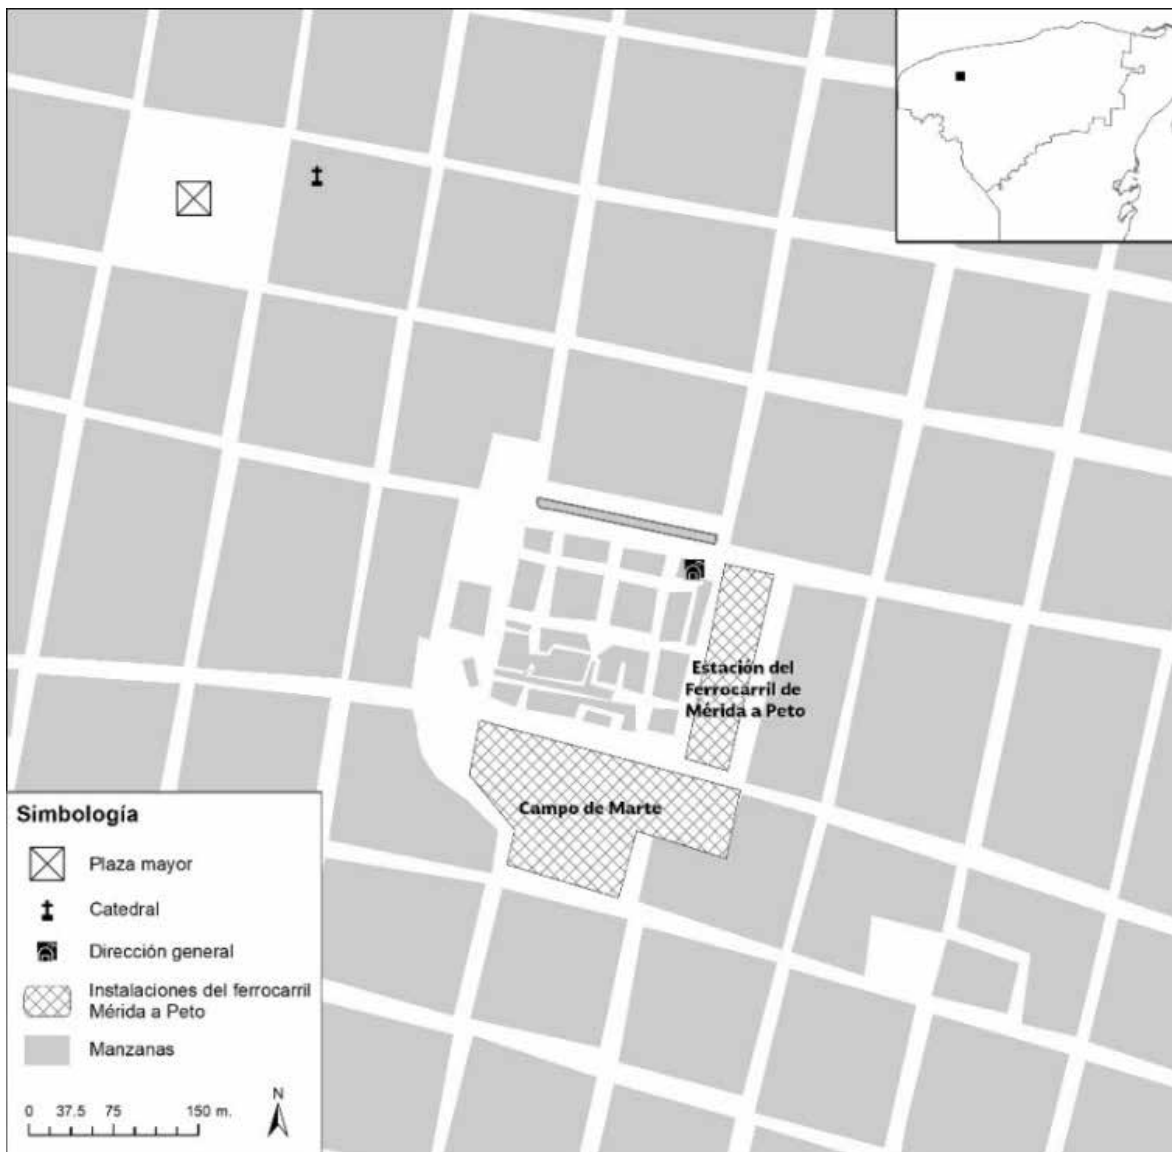 Estación del
Ferrocarril de
Mérida a Peto
Campo de Marte
Simbología
Plaza mayor
Catedral
Dirección general
Instalaciones del ferrocarril
Mérida a Peto
Manzanas
N
0 37.5 75 150 m.